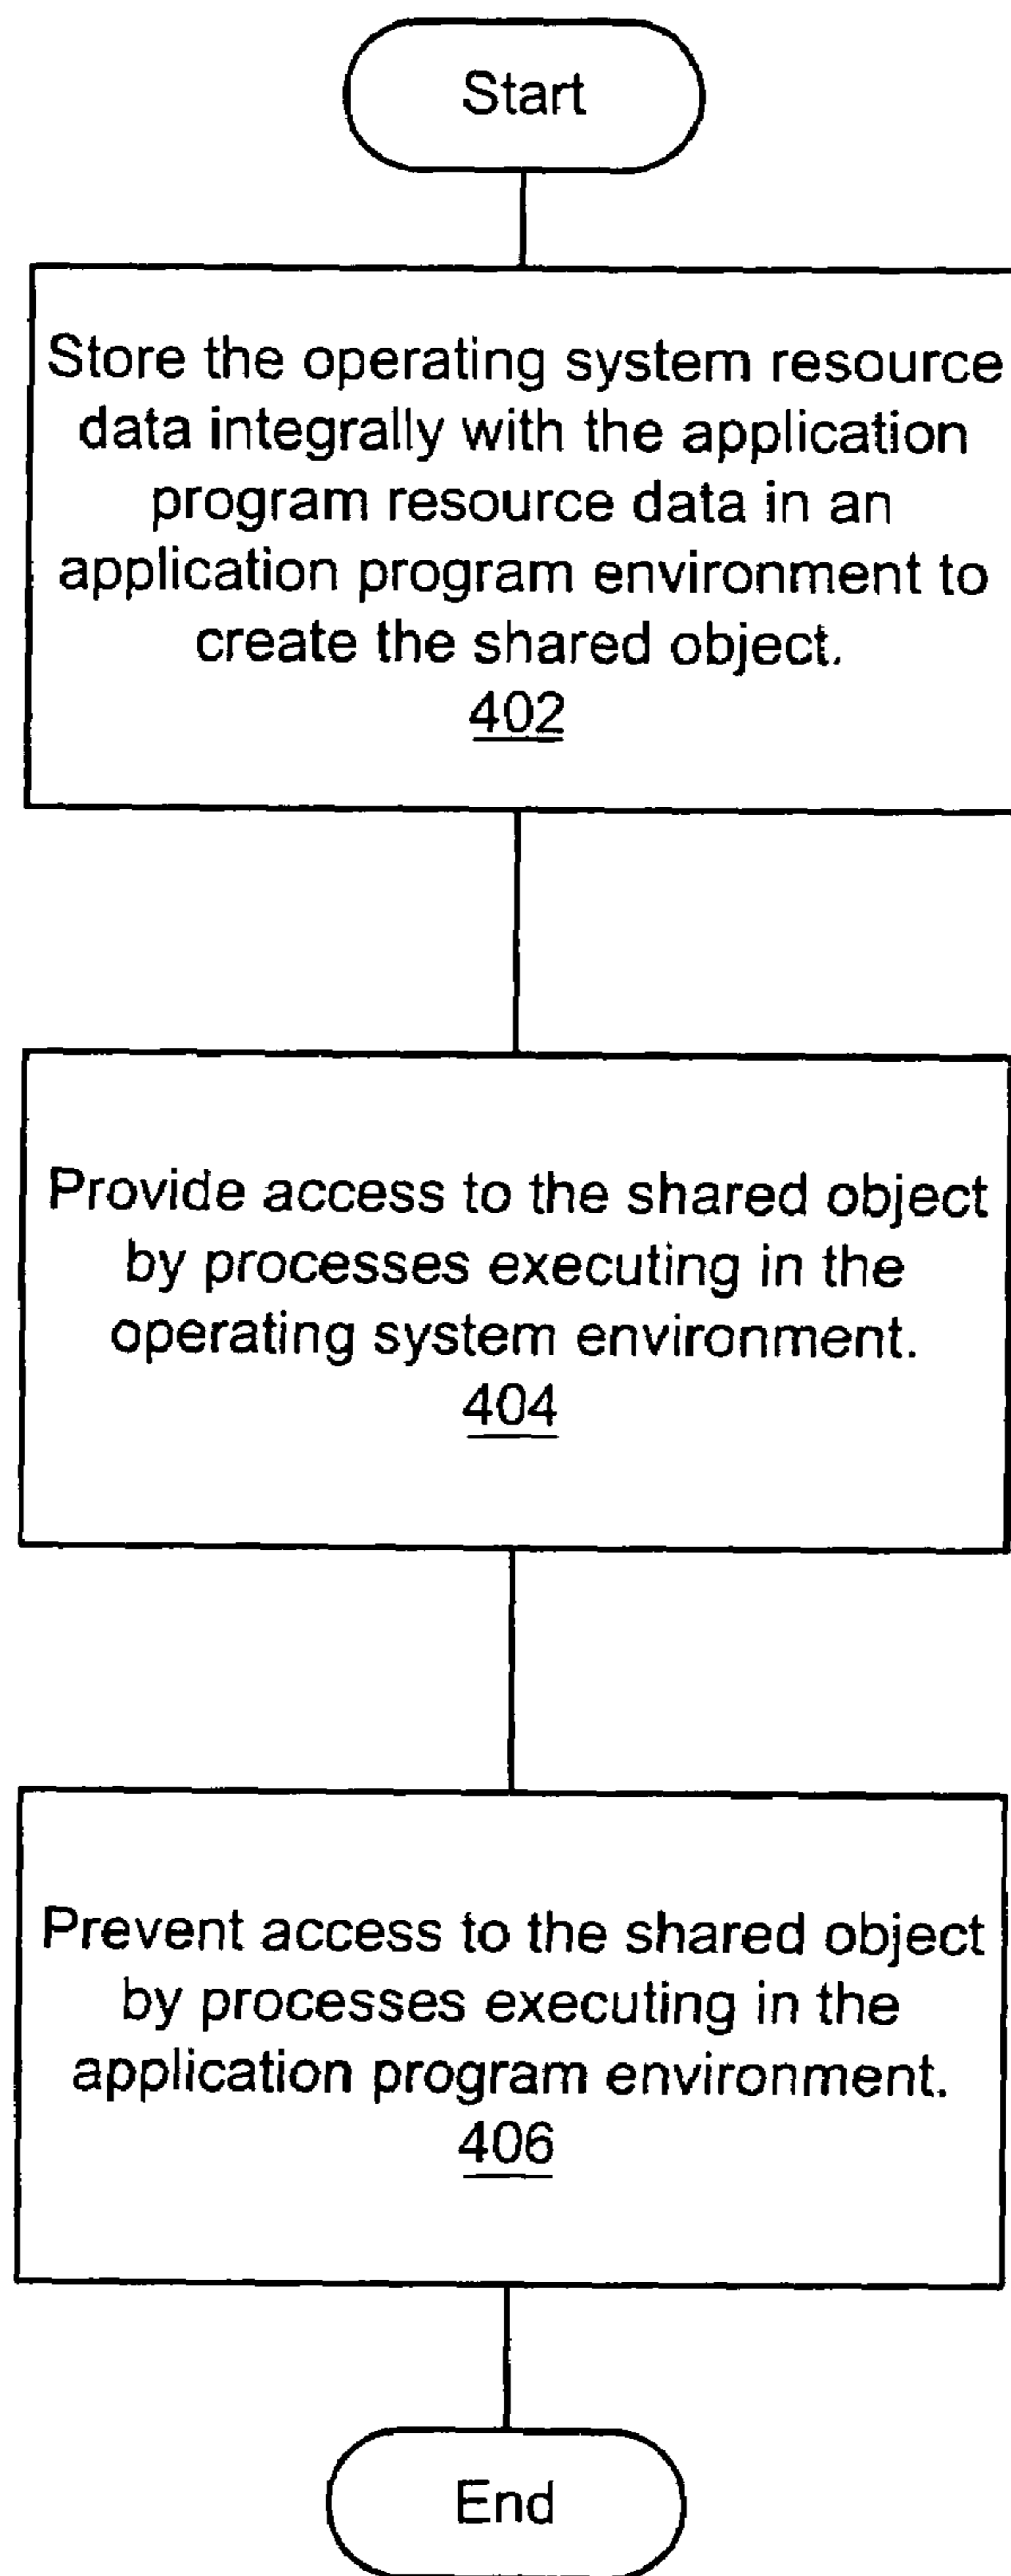 Start
Store the operating system resource
data integrally with the application
program resource data in an
application program environment to
create the shared object.
402
Provide access to the shared object
by processes executing in the
operating system environment.
404
Prevent access to the shared object
by processes executing in the
application program environment.
406
End